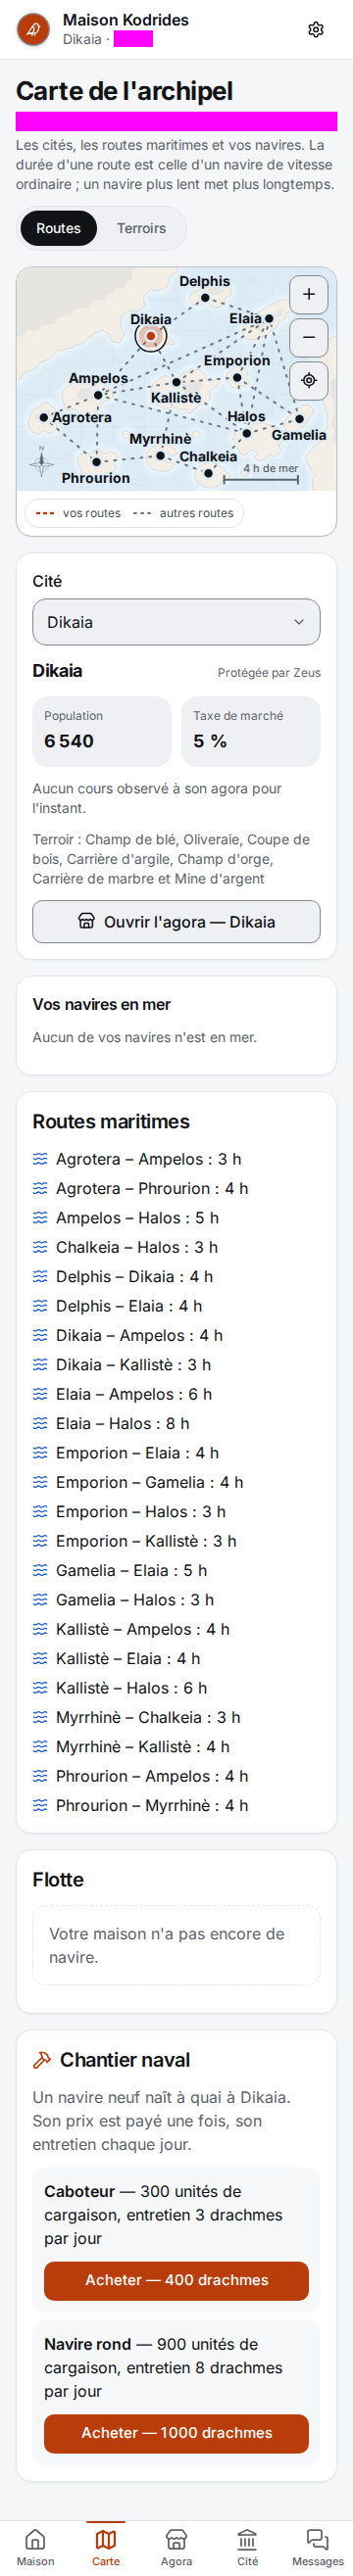 Maison Kodrides
Dikaia ·
Carte de l'archipel
Les cités, les routes maritimes et vos navires. La
durée d'une route est celle d'un navire de vitesse
ordinaire ; un navire plus lent met plus longtemps.
Routes
Terroirs
Delphis
Dikaia
Elaia
Emporion
Ampelos
Kallistè
Agrotera
Halos
Gamelia
Myrrhinè
Chalkeia
N
Phrourion
4 h de mer
vos routes
autres routes
Cité
Dikaia
Dikaia
Protégée par Zeus
Population
6 540
Taxe de marché
5 %
Aucun cours observé à son agora pour
l'instant.
Terroir : Champ de blé, Oliveraie, Coupe de
bois, Carrière d'argile, Champ d'orge,
Carrière de marbre et Mine d'argent
Ouvrir l'agora — Dikaia
Vos navires en mer
Aucun de vos navires n'est en mer.
Routes maritimes
Agrotera – Ampelos : 3 h
Agrotera – Phrourion : 4 h
Ampelos – Halos : 5 h
Chalkeia – Halos : 3 h
Delphis – Dikaia : 4 h
Delphis – Elaia : 4 h
Dikaia – Ampelos : 4 h
Dikaia – Kallistè : 3 h
Elaia – Ampelos : 6 h
Elaia – Halos : 8 h
Emporion – Elaia : 4 h
Emporion – Gamelia : 4 h
Emporion – Halos : 3 h
Emporion – Kallistè : 3 h
Gamelia – Elaia : 5 h
Gamelia – Halos : 3 h
Kallistè – Ampelos : 4 h
Kallistè – Elaia : 4 h
Kallistè – Halos : 6 h
Myrrhinè – Chalkeia : 3 h
Myrrhinè – Kallistè : 4 h
Phrourion – Ampelos : 4 h
Phrourion – Myrrhinè : 4 h
Flotte
Votre maison n'a pas encore de
navire.
Chantier naval
Un navire neuf naît à quai à Dikaia.
Son prix est payé une fois, son
entretien chaque jour.
Caboteur — 300 unités de
cargaison, entretien 3 drachmes
par jour
Acheter — 400 drachmes
Navire rond — 900 unités de
cargaison, entretien 8 drachmes
par jour
Acheter — 1 000 drachmes
Maison
Carte
Agora
Cité
Messages